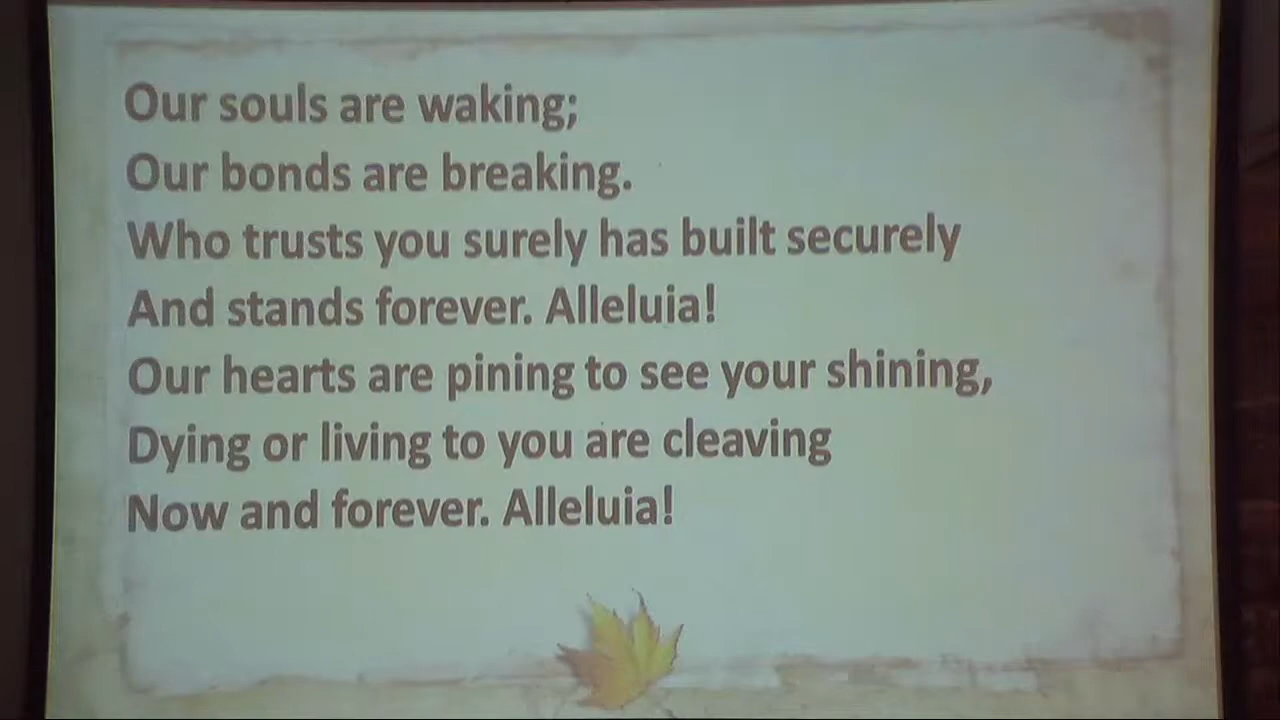 Our souls are waking;
Our bonds are breaking.
Who trusts you surely has built securely
And stands forever. Alleluia!
Our hearts are pining to see your shining,
Dying or living to you are cleaving
Now and forever. Alleluia!